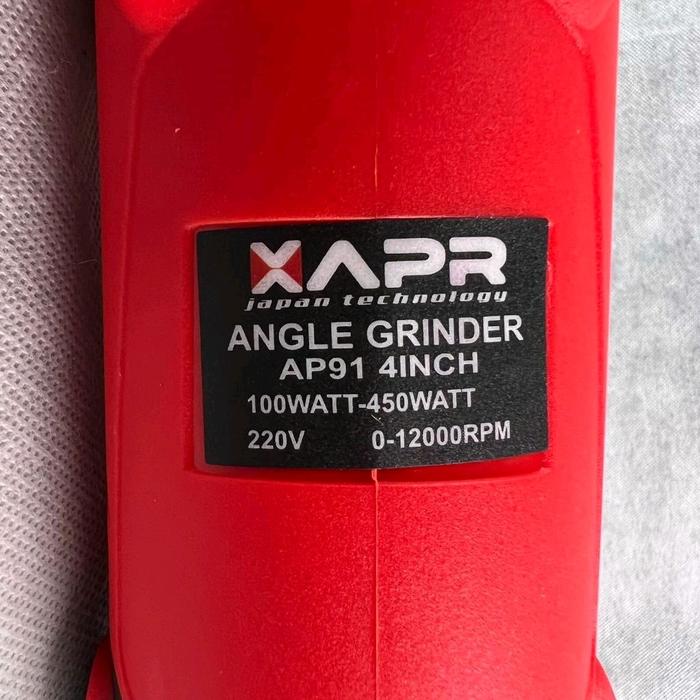 XAPR
japan technology
ANGLE GRINDER
AP91 4INCH
100WATT-450WATT
220V 0-12000RPM